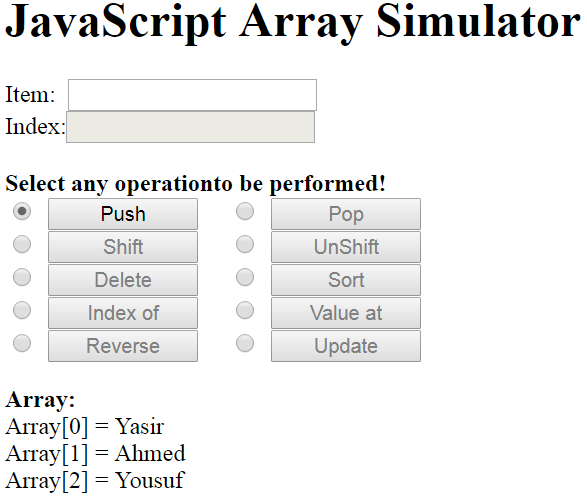 JavaScript Array Simulator
Item:
Index:
Select any operationto be performed!
Push Pop
Shift UnShift
Delete Sort
Index of Value at
Reverse Update
Array:
Array[0] = Yasir
Array[1] = Ahmed
Array[2] = Yousuf